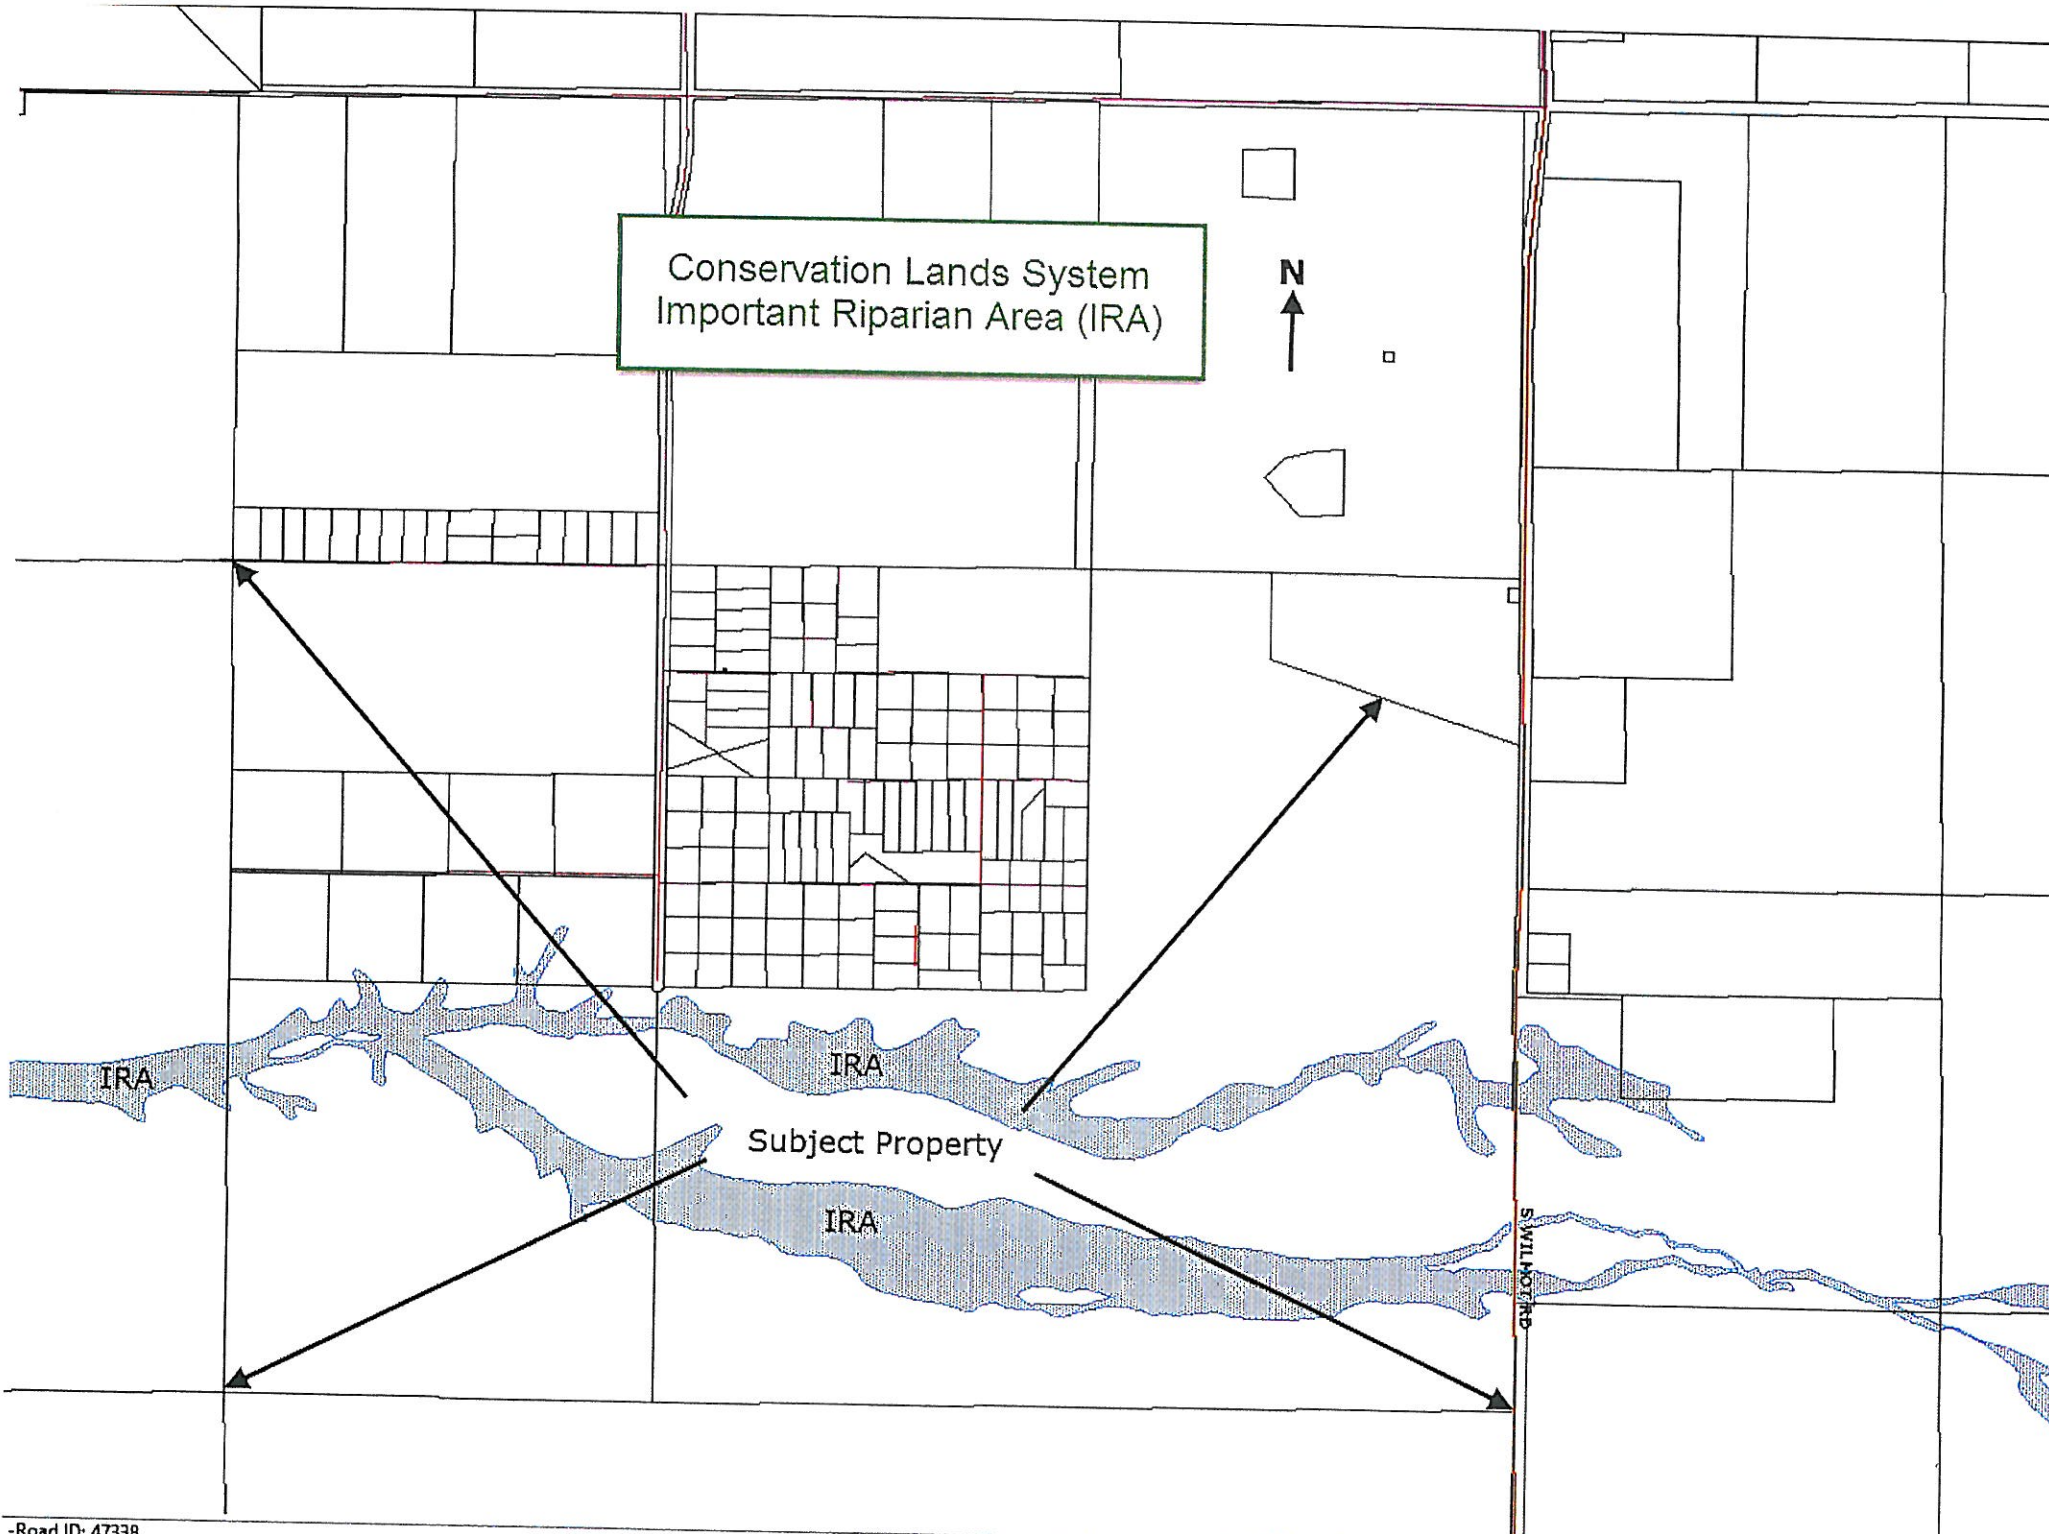 Conservation Lands System
Important Riparian Area (IRA)
N
IRA
IRA
Subject Property
IRA
S WILMOT RD
-Road ID: 47338